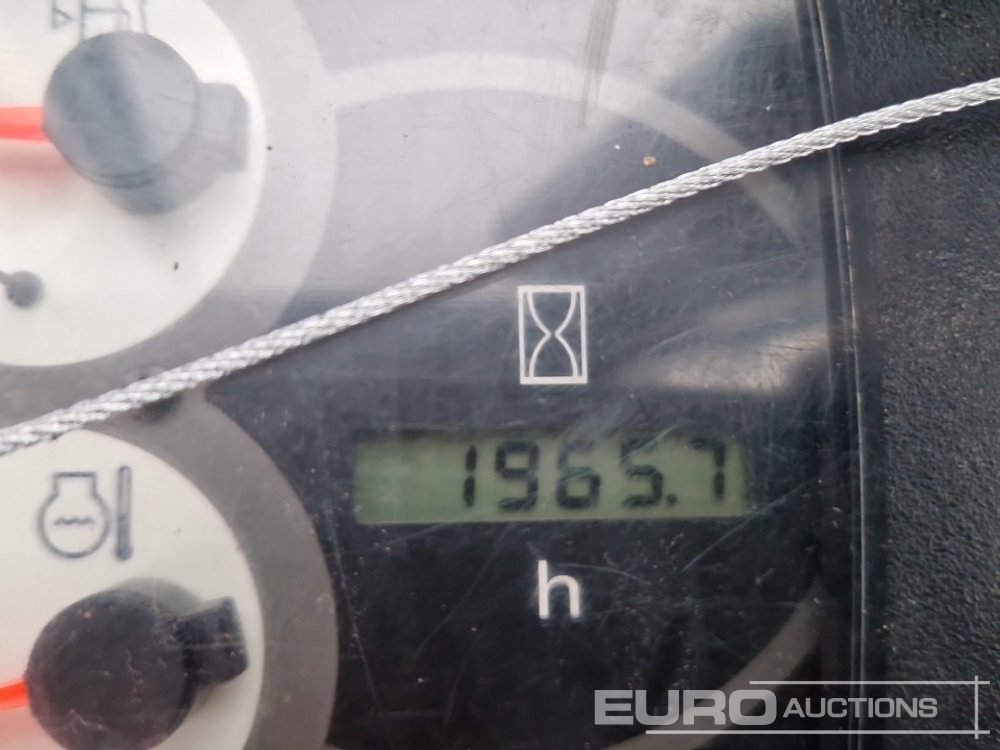 1965.7
h
EURO AUCTIONS